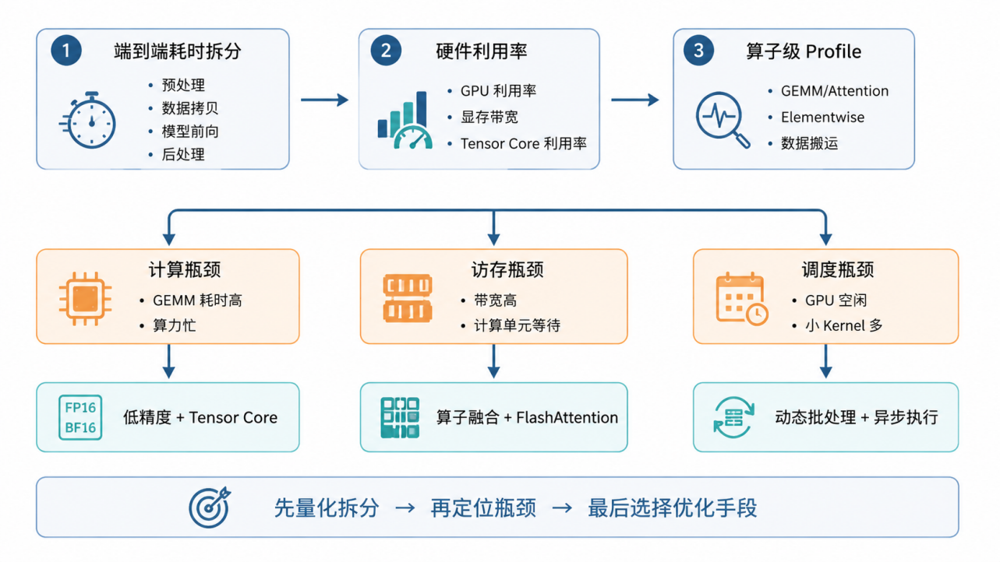 1 端到端耗时拆分
• 预处理
• 数据拷贝
• 模型前向
• 后处理
2 硬件利用率
• GPU 利用率
• 显存带宽
• Tensor Core 利用率
3 算子级 Profile
• GEMM/Attention
• Elementwise
• 数据搬运
计算瓶颈
• GEMM 耗时高
• 算力忙
访存瓶颈
• 带宽高
• 计算单元等待
调度瓶颈
• GPU 空闲
• 小 Kernel 多
FP16
BF16
低精度 + Tensor Core
算子融合 + FlashAttention
动态批处理 + 异步执行
先量化拆分 → 再定位瓶颈 → 最后选择优化手段